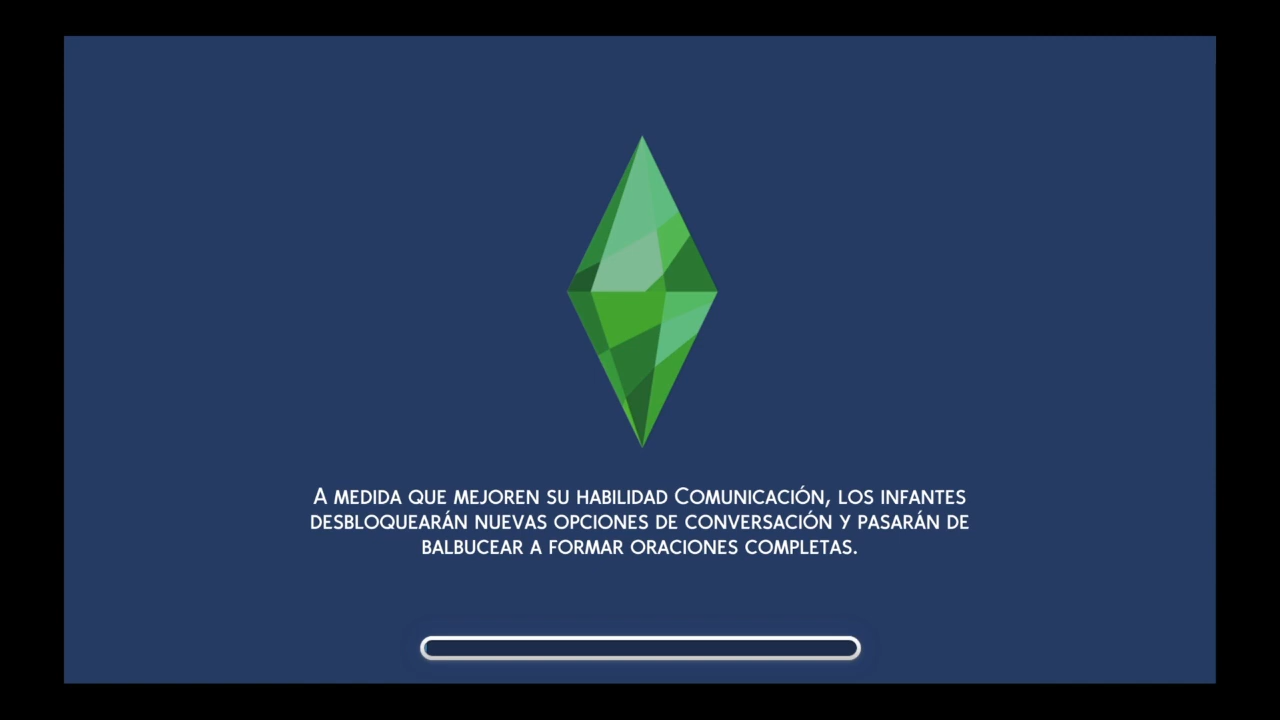 A MEDIDA QUE MEJOREN SU HABILIDAD COMUNICACIÓN, LOS INFANTES
DESBLOQUEARÁN NUEVAS OPCIONES DE CONVERSACIÓN Y PASARÁN DE
BALBUCEAR A FORMAR ORACIONES COMPLETAS.